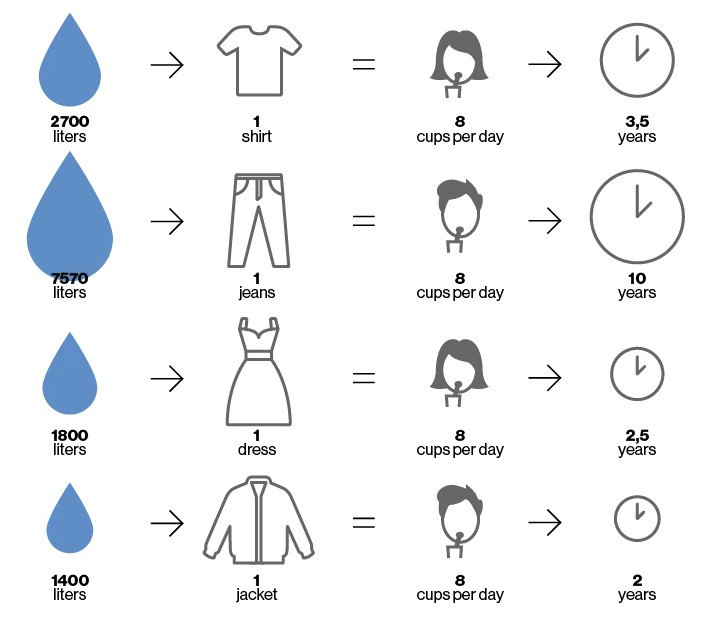 2700
liters
1
shirt
8
cups per day
3,5
years
7570
liters
1
jeans
8
cups per day
10
years
1800
liters
1
dress
8
cups per day
2,5
years
1400
liters
1
jacket
8
cups per day
2
years